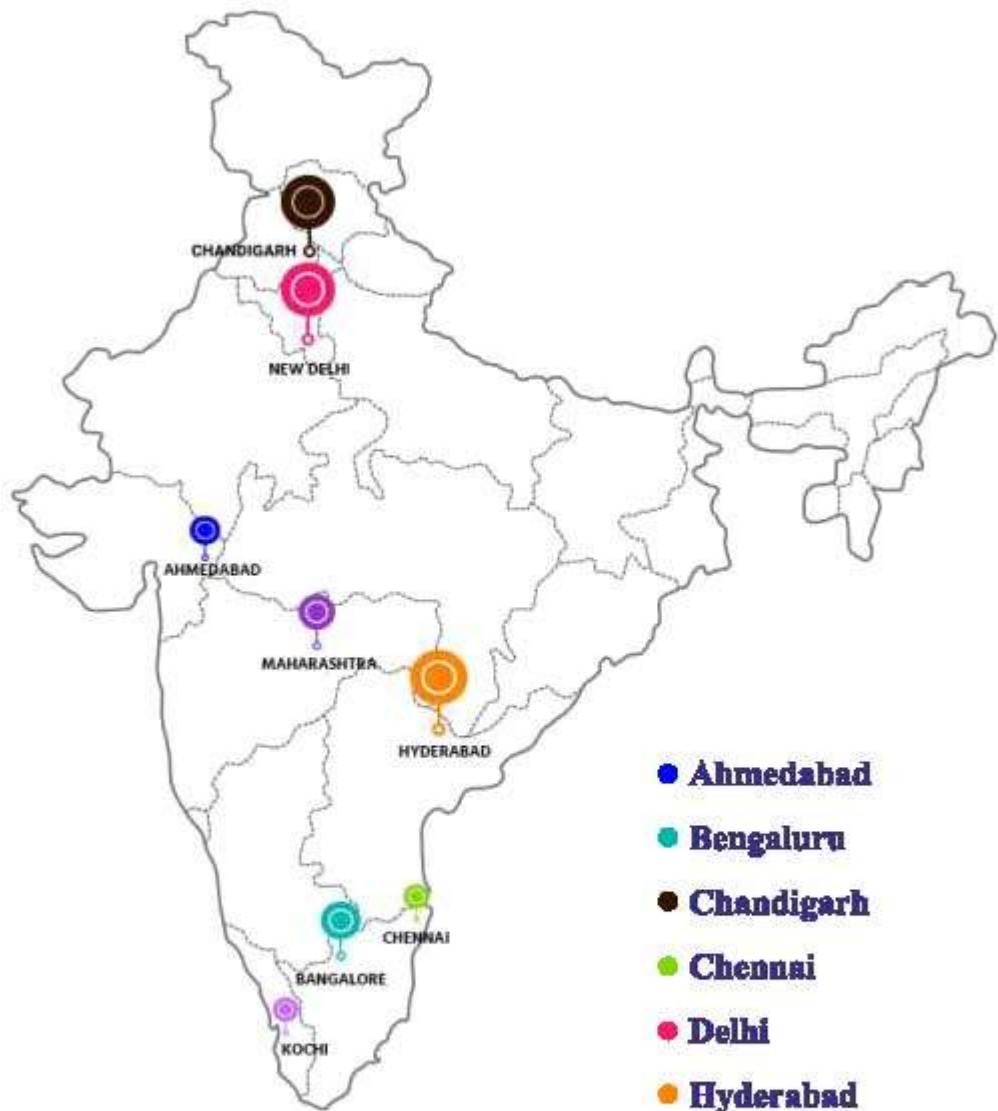 CHANDIGARH
NEW DELHI
AHMEDABAD
MAHARASHTRA
HYDERABAD
CHENNAI
BANGALORE
KOCHI
Ahmedabad
Bengaluru
Chandigarh
Chennai
Delhi
Hyderabad